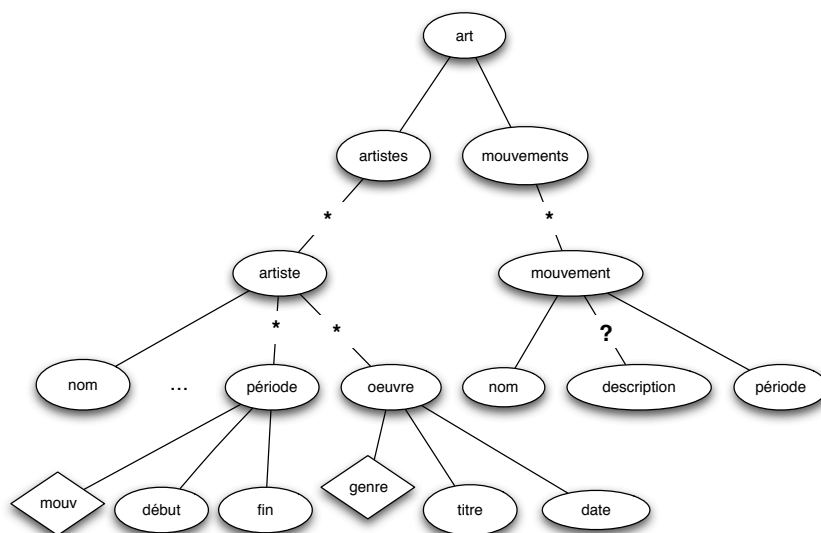 art
artistes
mouvements
*
*
artiste
mouvement
*
*
?
nom
...
période
oeuvre
nom
description
période
mouv
début
fin
genre
titre
date